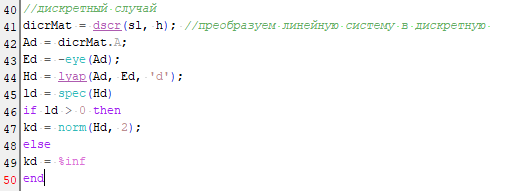 40 //дискретный случай
41 dicrMat = dscr(sl, h); //преобразуем линейную систему в дискретную
42 Ad = dicrMat.A;
43 Ed = -eye(Ad);
44 Hd = lyap(Ad, Ed, 'd');
45 ld = spec(Hd)
46 if ld > 0 then
47 kd = norm(Hd, 2);
48 else
49 kd = %inf
50 end